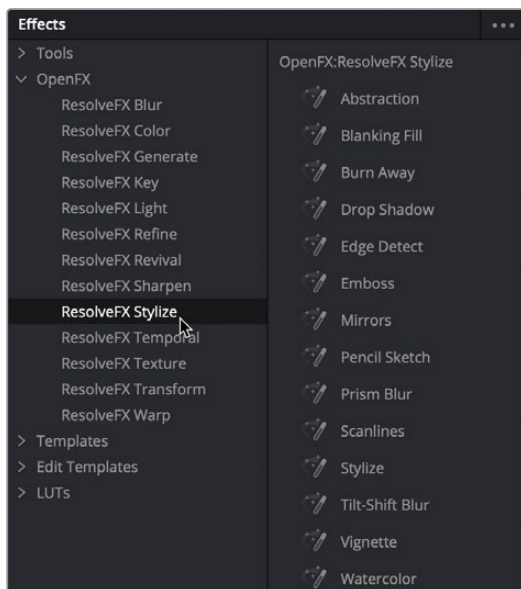 Effects
Tools
OpenFX
ResolveFX Blur
ResolveFX Color
ResolveFX Generate
ResolveFX Key
ResolveFX Light
ResolveFX Refine
ResolveFX Revival
ResolveFX Sharpen
ResolveFX Stylize
ResolveFX Temporal
ResolveFX Texture
ResolveFX Transform
ResolveFX Warp
Templates
Edit Templates
LUTs
OpenFX:ResolveFX Stylize
Abstraction
Blanking Fill
Burn Away
Drop Shadow
Edge Detect
Emboss
Mirrors
Pencil Sketch
Prism Blur
Scanlines
Stylize
Tilt-Shift Blur
Vignette
Watercolor